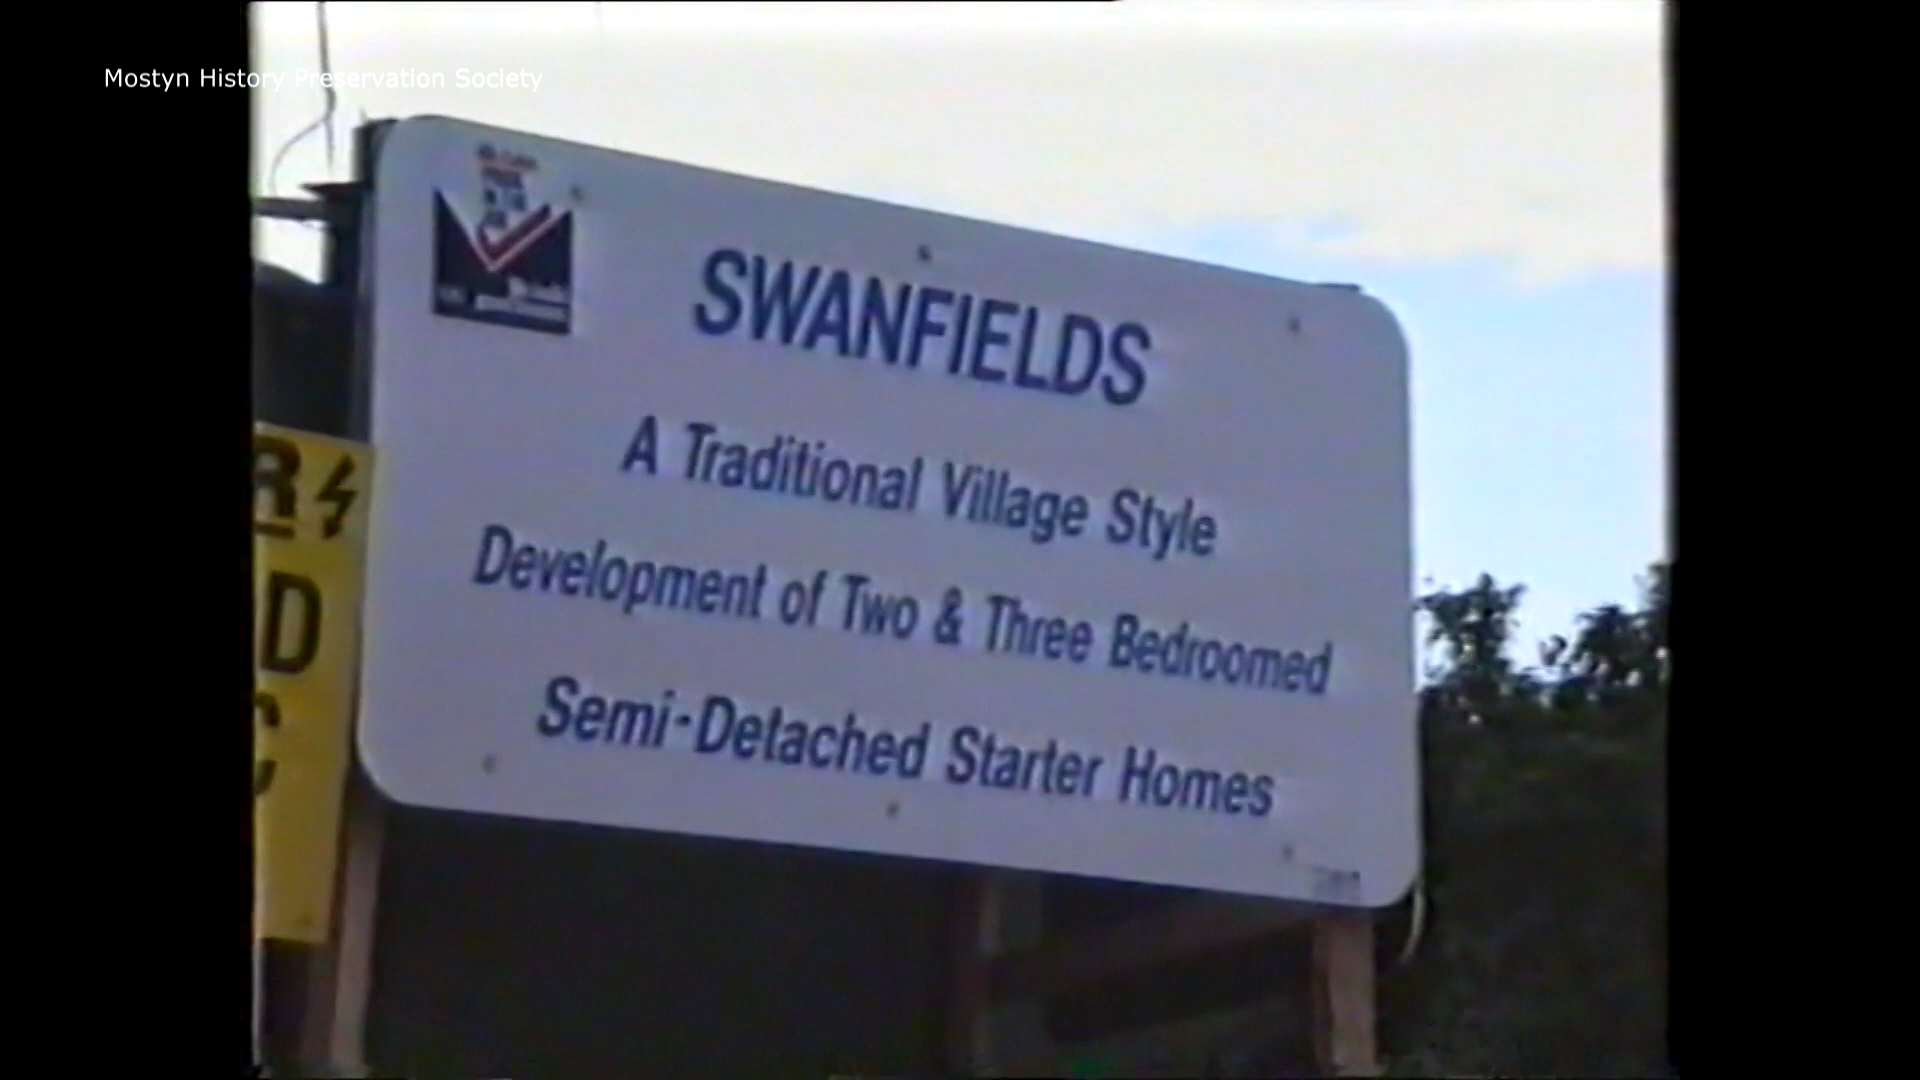 Mostyn History Preservation Society
SWANFIELDS
A Traditional Village Style
Development of Two & Three Bedroomed
Semi-Detached Starter Homes
R
D
C